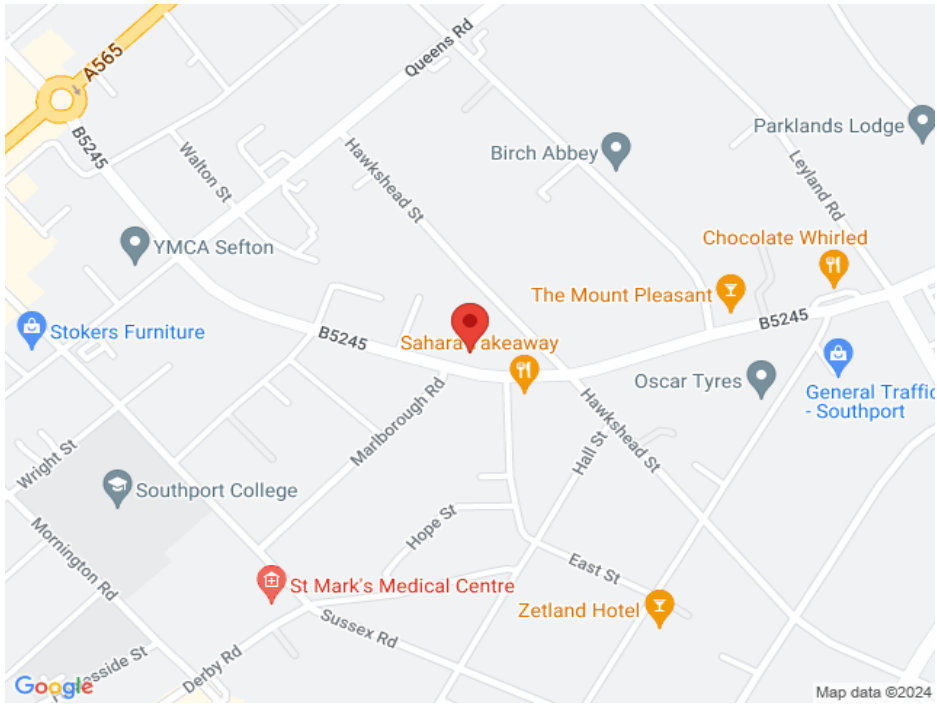 A565
Queens Rd
B5245
Parklands Lodge
Birch Abbey
Walton St
Hawkshead St
Leyland Rd
YMCA Sefton
Chocolate Whirled
The Mount Pleasant
B5245
Stokers Furniture
B5245
Sahara Takeaway
Oscar Tyres
General Traffic
- Southport
Marlborough Rd
Hawkshead St
Hall St
Wright St
Southport College
Hope St
Mornington Rd
East St
St Mark's Medical Centre
Zetland Hotel
Sussex Rd
Derby Rd
Google
Map data ©2024